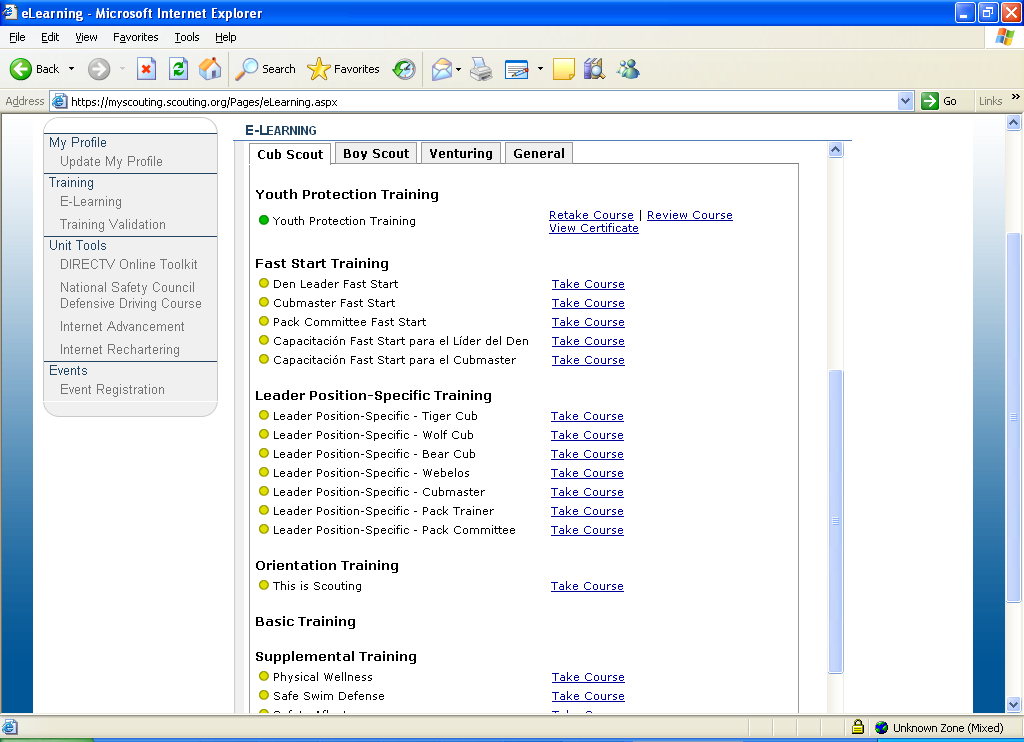 eLearning - Microsoft Internet Explorer
File Edit View Favorites Tools Help
Back Search Favorites
Address https://myscouting.scouting.org/Pages/eLearning.aspx Go Links »
My Profile
Update My Profile
Training
E-Learning
Training Validation
Unit Tools
DIRECTV Online Toolkit
National Safety Council
Defensive Driving Course
Internet Advancement
Internet Rechartering
Events
Event Registration
E-LEARNING
Cub Scout Boy Scout Venturing General
Youth Protection Training
Youth Protection Training Retake Course | Review Course
View Certificate
Fast Start Training
Den Leader Fast Start Take Course
Cubmaster Fast Start Take Course
Pack Committee Fast Start Take Course
Capacitación Fast Start para el Líder del Den Take Course
Capacitación Fast Start para el Cubmaster Take Course
Leader Position-Specific Training
Leader Position-Specific - Tiger Cub Take Course
Leader Position-Specific - Wolf Cub Take Course
Leader Position-Specific - Bear Cub Take Course
Leader Position-Specific - Webelos Take Course
Leader Position-Specific - Cubmaster Take Course
Leader Position-Specific - Pack Trainer Take Course
Leader Position-Specific - Pack Committee Take Course
Orientation Training
This is Scouting Take Course
Basic Training
Supplemental Training
Physical Wellness Take Course
Safe Swim Defense Take Course
Unknown Zone (Mixed)